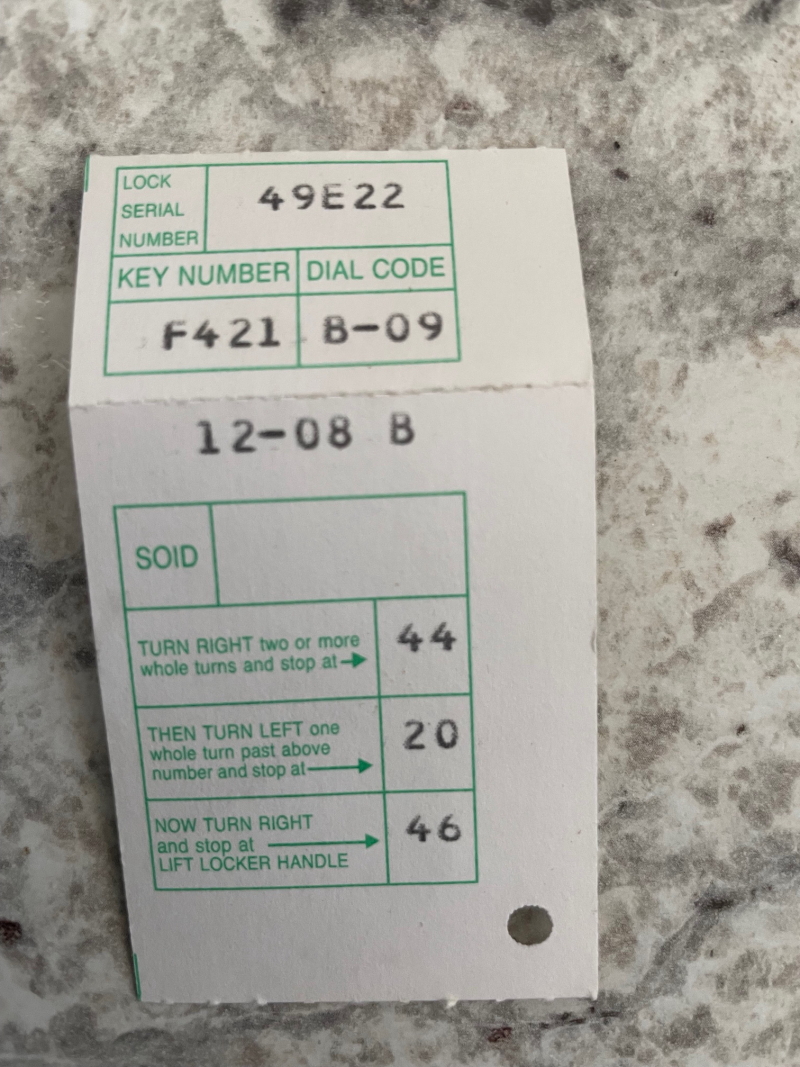 LOCK
SERIAL
NUMBER
49E22
KEY NUMBER DIAL CODE
F421 B-09
12-08 B
SOID
TURN RIGHT two or more
whole turns and stop at
44
THEN TURN LEFT one
whole turn past above
number and stop at
20
NOW TURN RIGHT
and stop at
LIFT LOCKER HANDLE
46